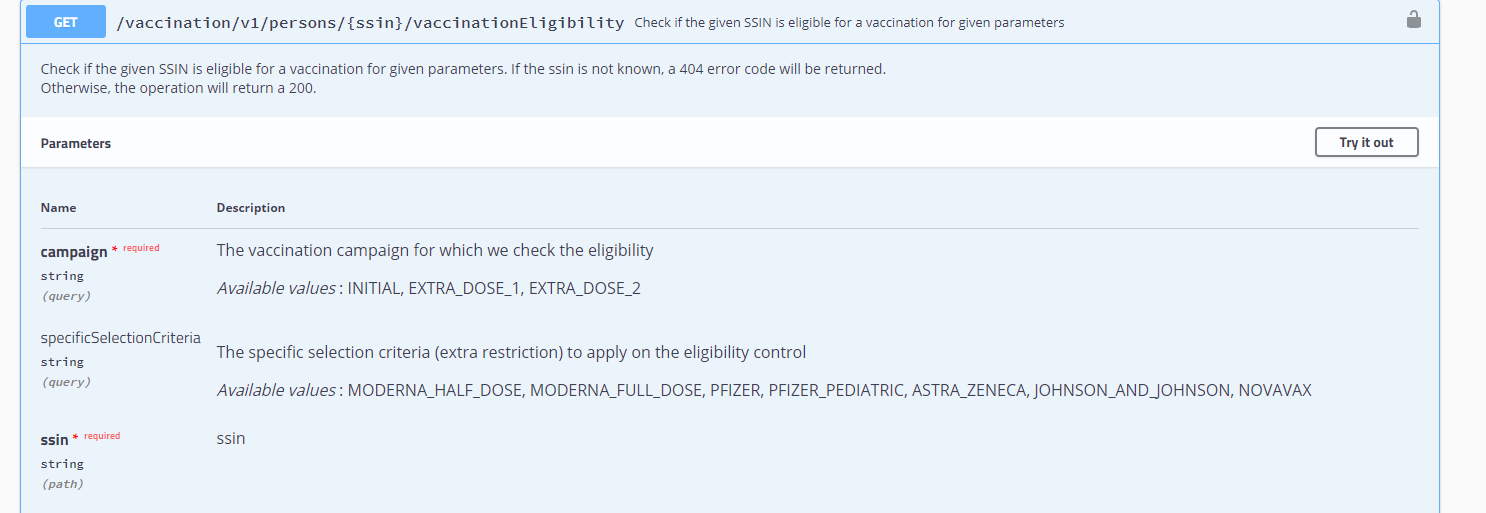 GET /vaccination/v1/persons/{ssin}/vaccinationEligibility Check if the given SSIN is eligible for a vaccination for given parameters
Check if the given SSIN is eligible for a vaccination for given parameters. If the ssin is not known, a 404 error code will be returned.
Otherwise, the operation will return a 200.
Parameters Try it out
Name Description
campaign * required The vaccination campaign for which we check the eligibility
string
(query) Available values : INITIAL, EXTRA_DOSE_1, EXTRA_DOSE_2
specificSelectionCriteria
string The specific selection criteria (extra restriction) to apply on the eligibility control
(query) Available values : MODERNA_HALF_DOSE, MODERNA_FULL_DOSE, PFIZER, PFIZER_PEDIATRIC, ASTRA_ZENECA, JOHNSON_AND_JOHNSON, NOVAVAX
ssin * required ssin
string
(path)